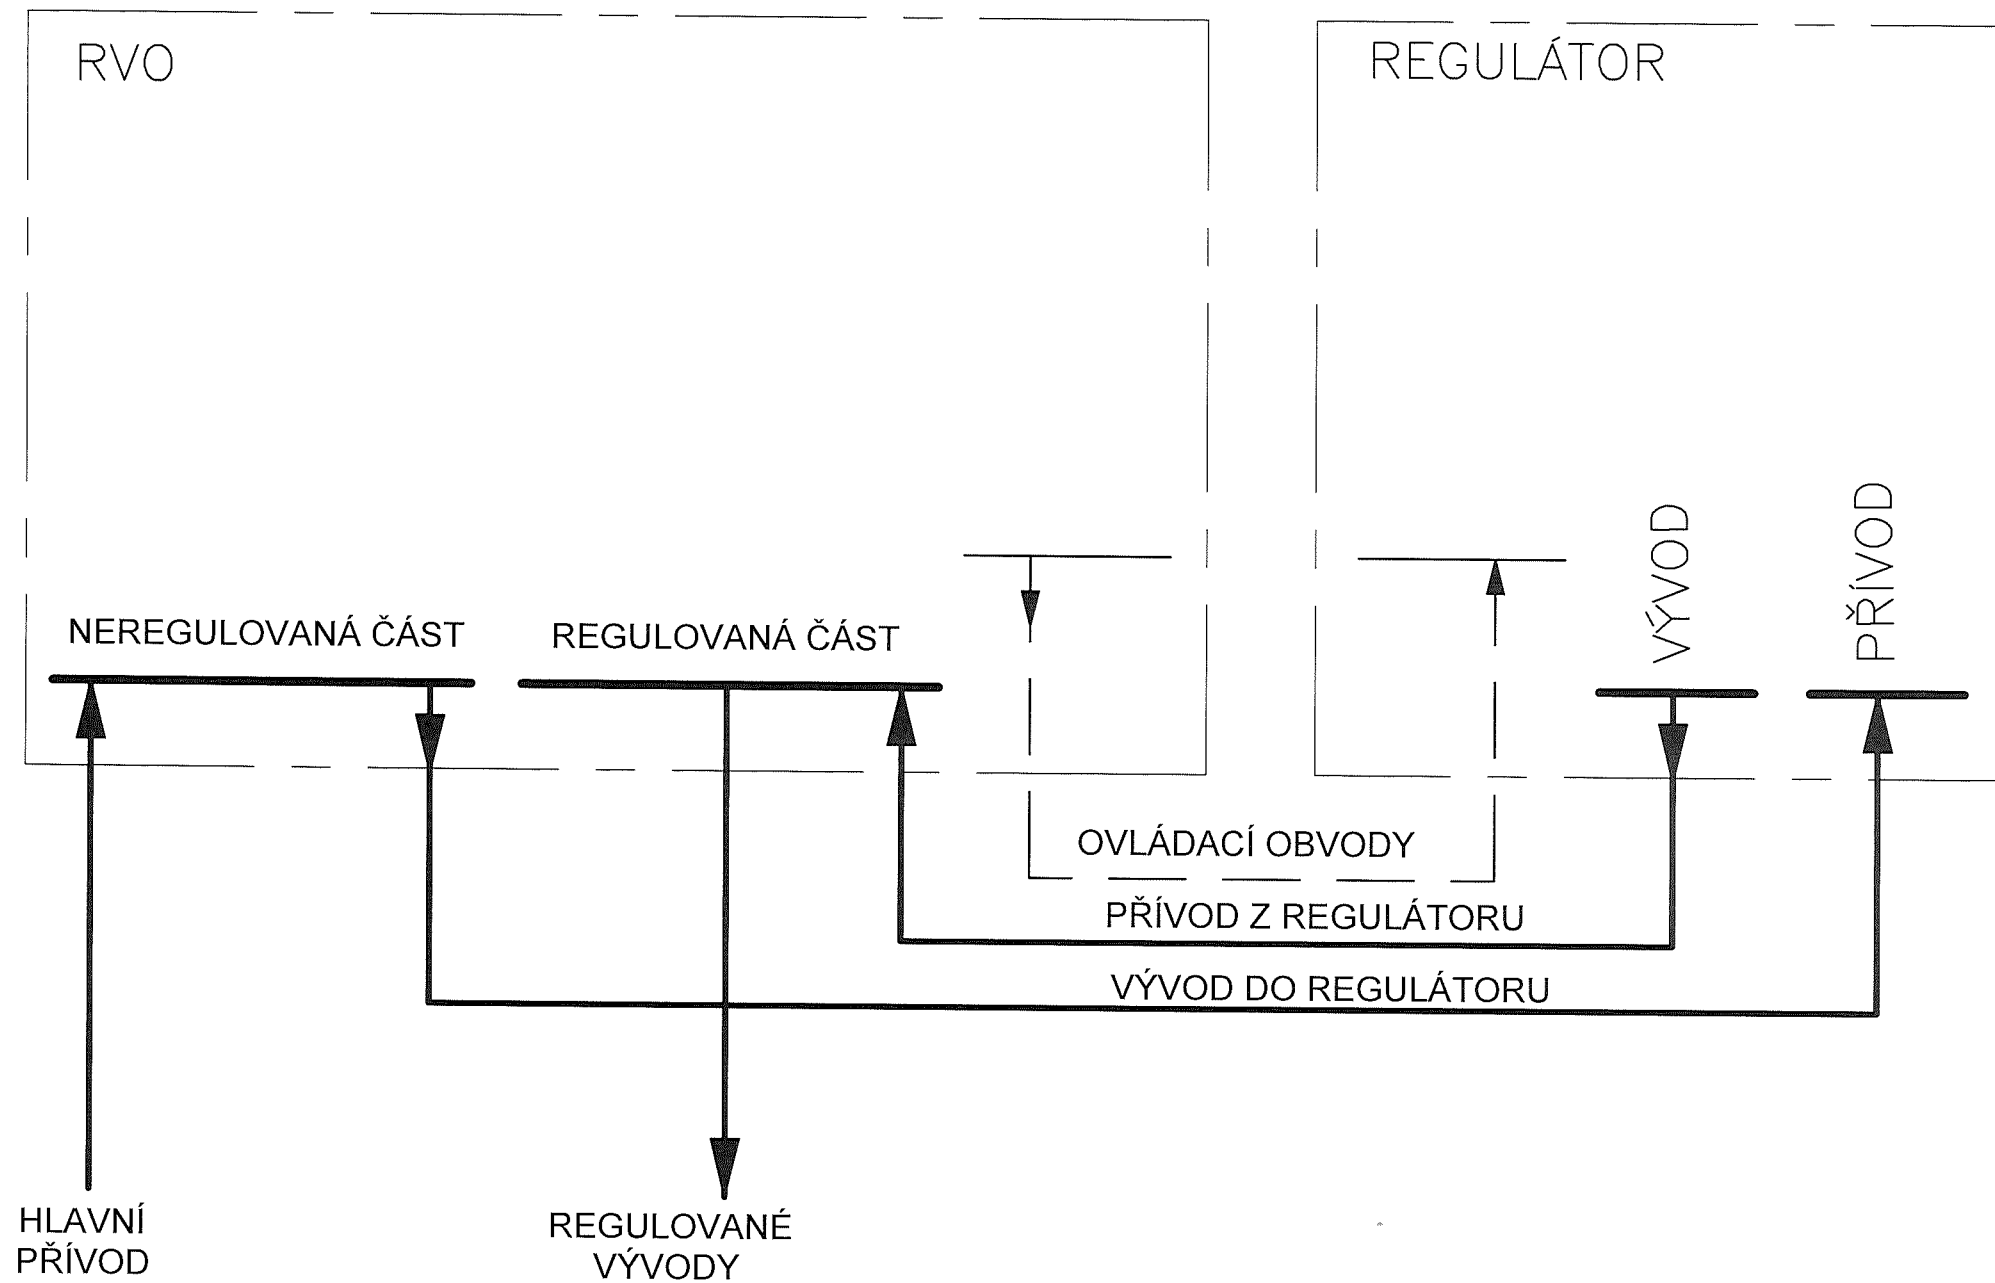 RVO
REGULÁTOR
VÝVOD
PŘÍVOD
NEREGULOVANÁ ČÁST
REGULOVANÁ ČÁST
OVLÁDACÍ OBVODY
PŘÍVOD Z REGULÁTORU
VÝVOD DO REGULÁTORU
HLAVNÍ
PŘÍVOD
REGULOVANÉ
VÝVODY